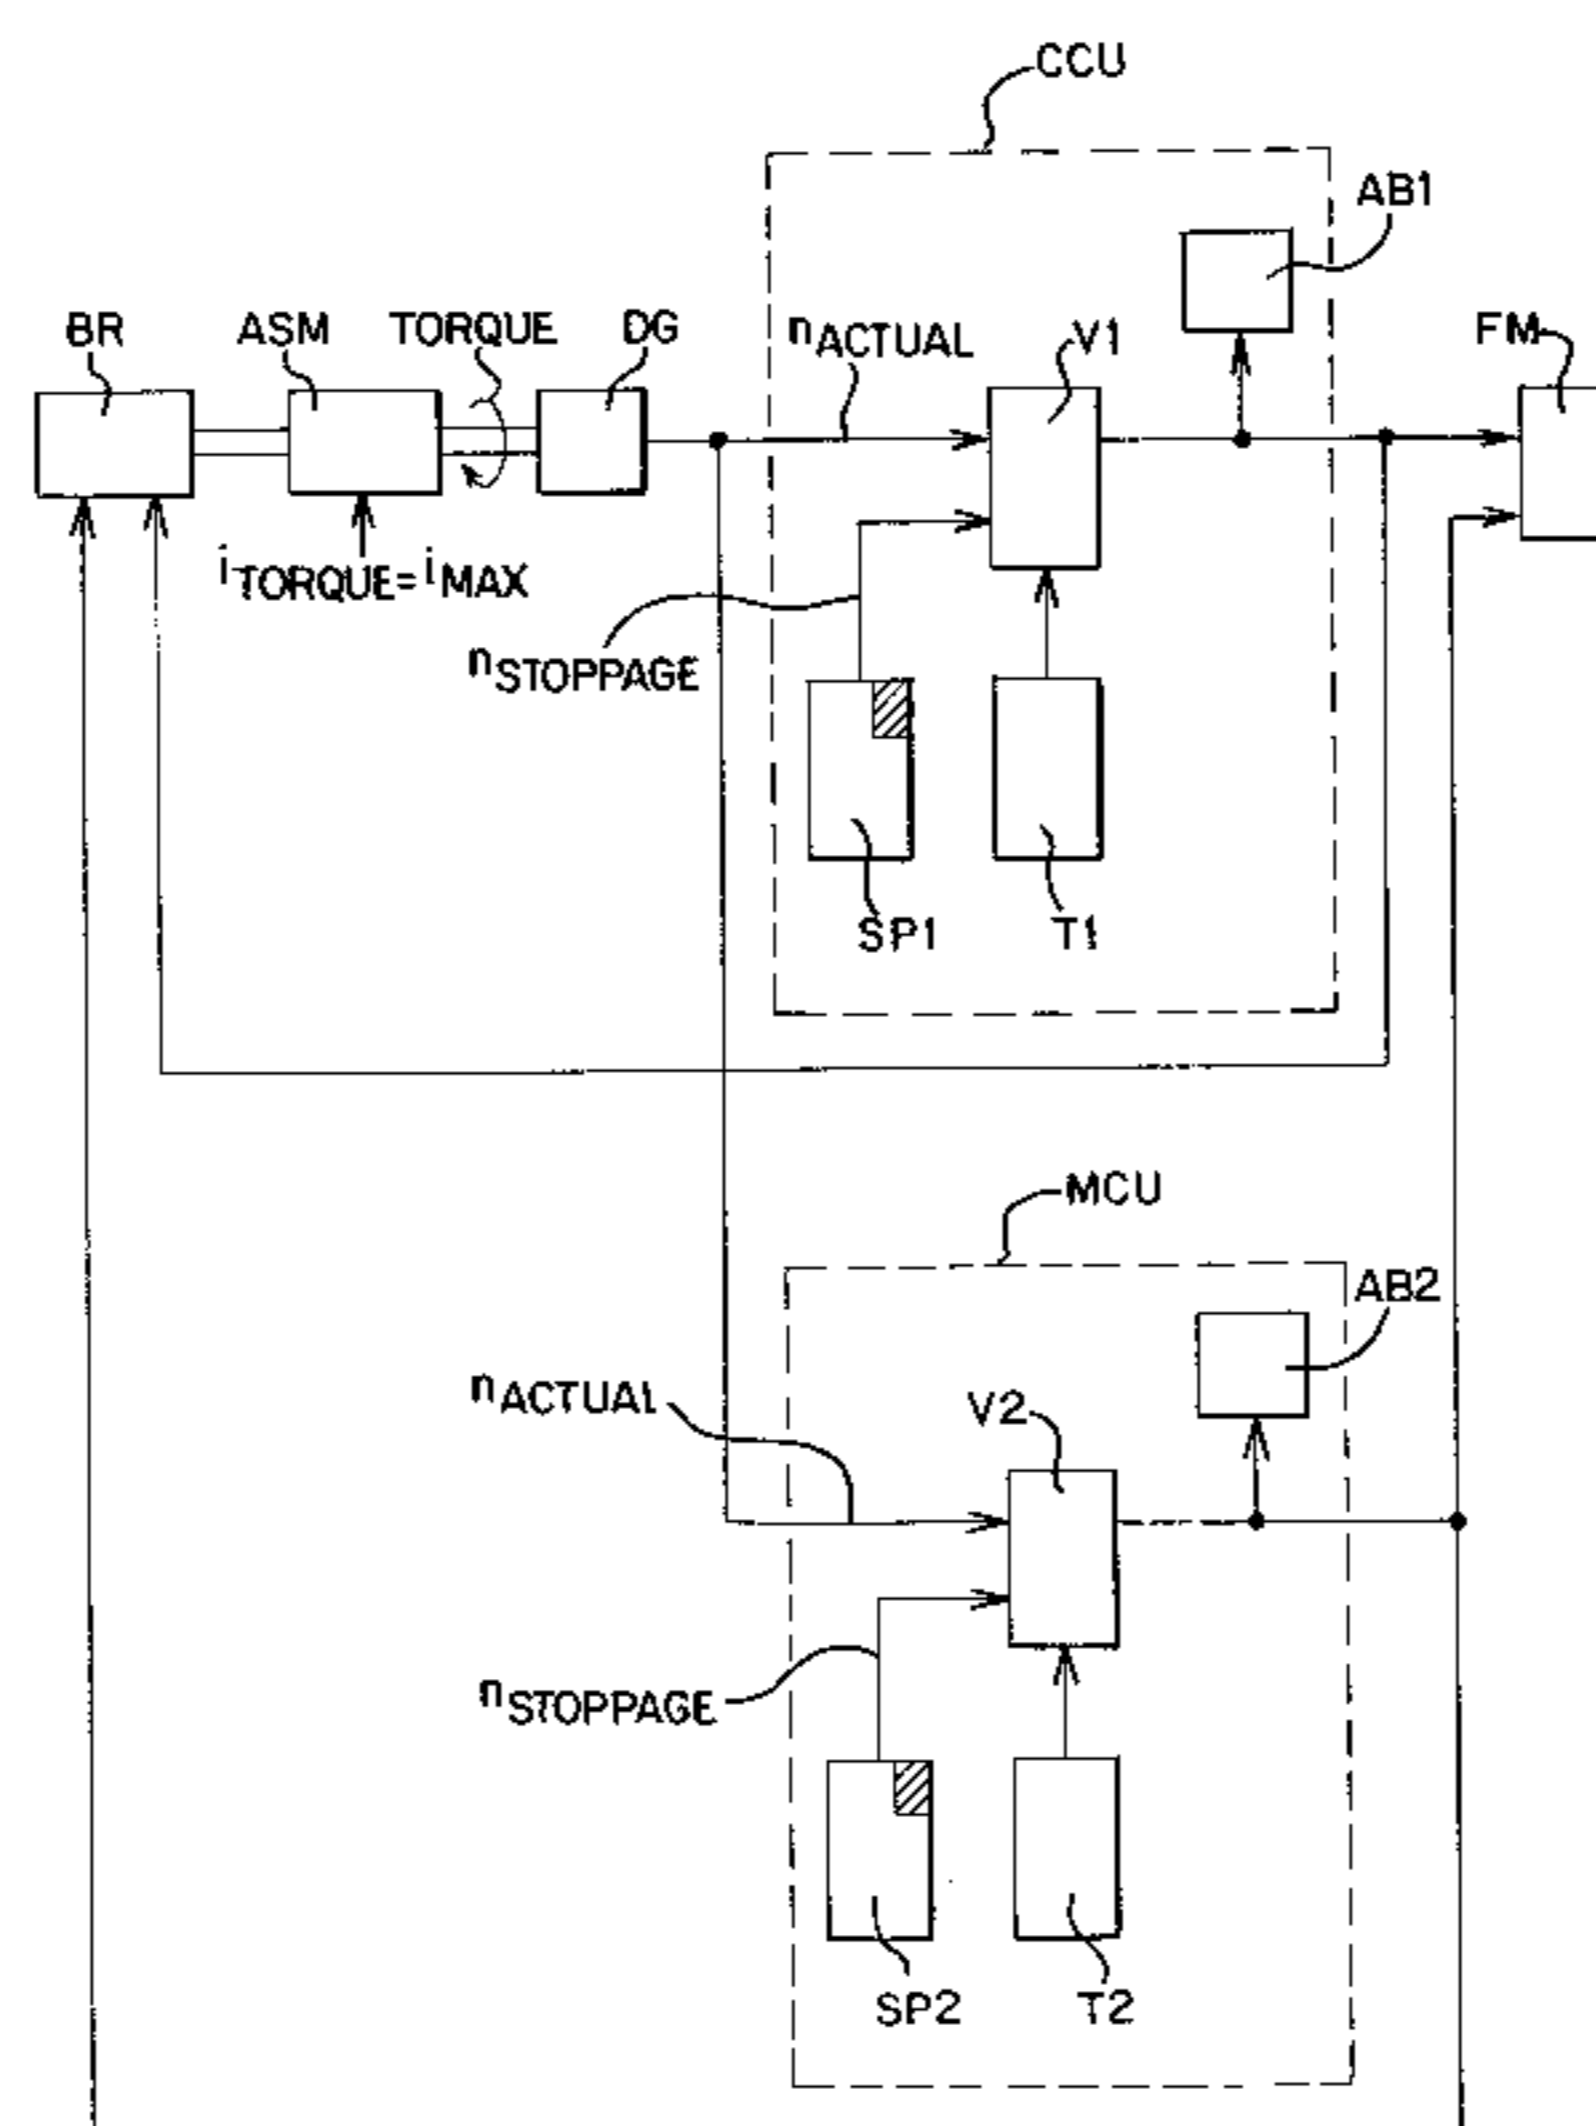 CCU
AB1
BR
ASM
TORQUE
DG
nACTUAL
V1
FM
iTORQUE=iMAX
nSTOPPAGE
SP1
T1
MCU
AB2
nACTUAL
V2
nSTOPPAGE
SP2
T2